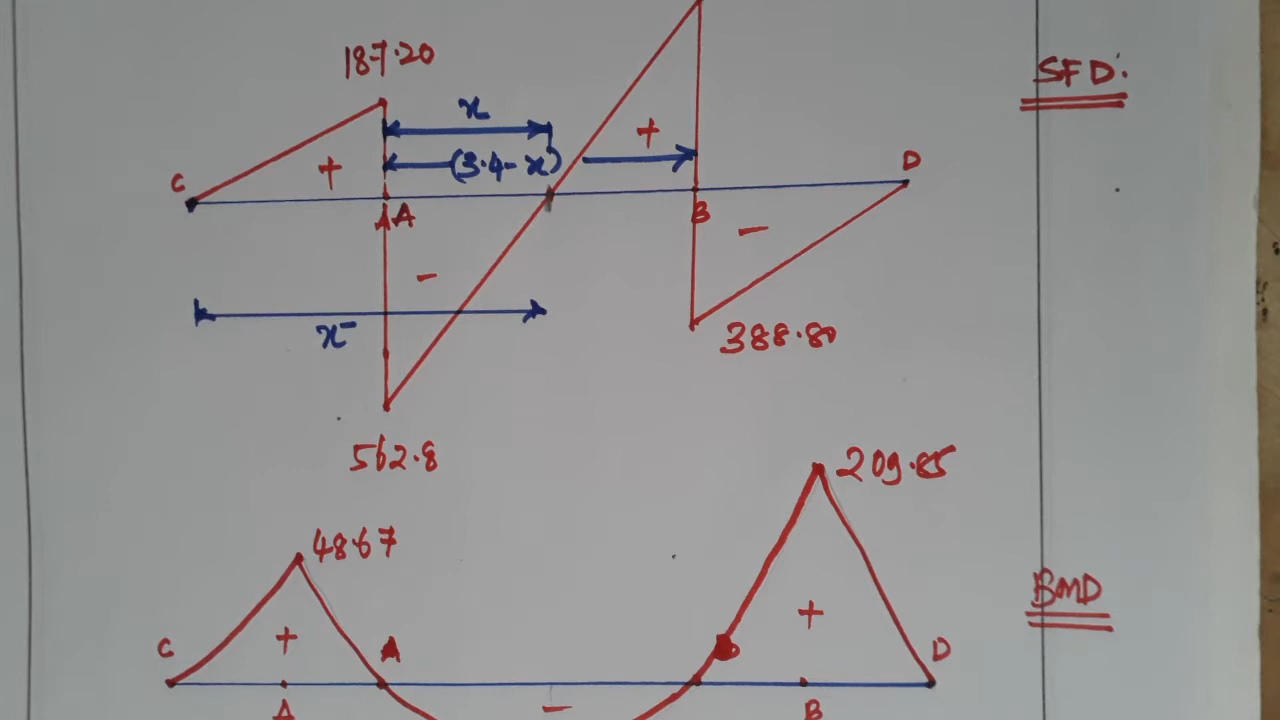 187.20
SFD:
x
+
+
(3.4-x)
C
D
A
B
-
-
x
388.80
562.8
209.85
48.67
BMD
+
C
+
A
D
A
-
B